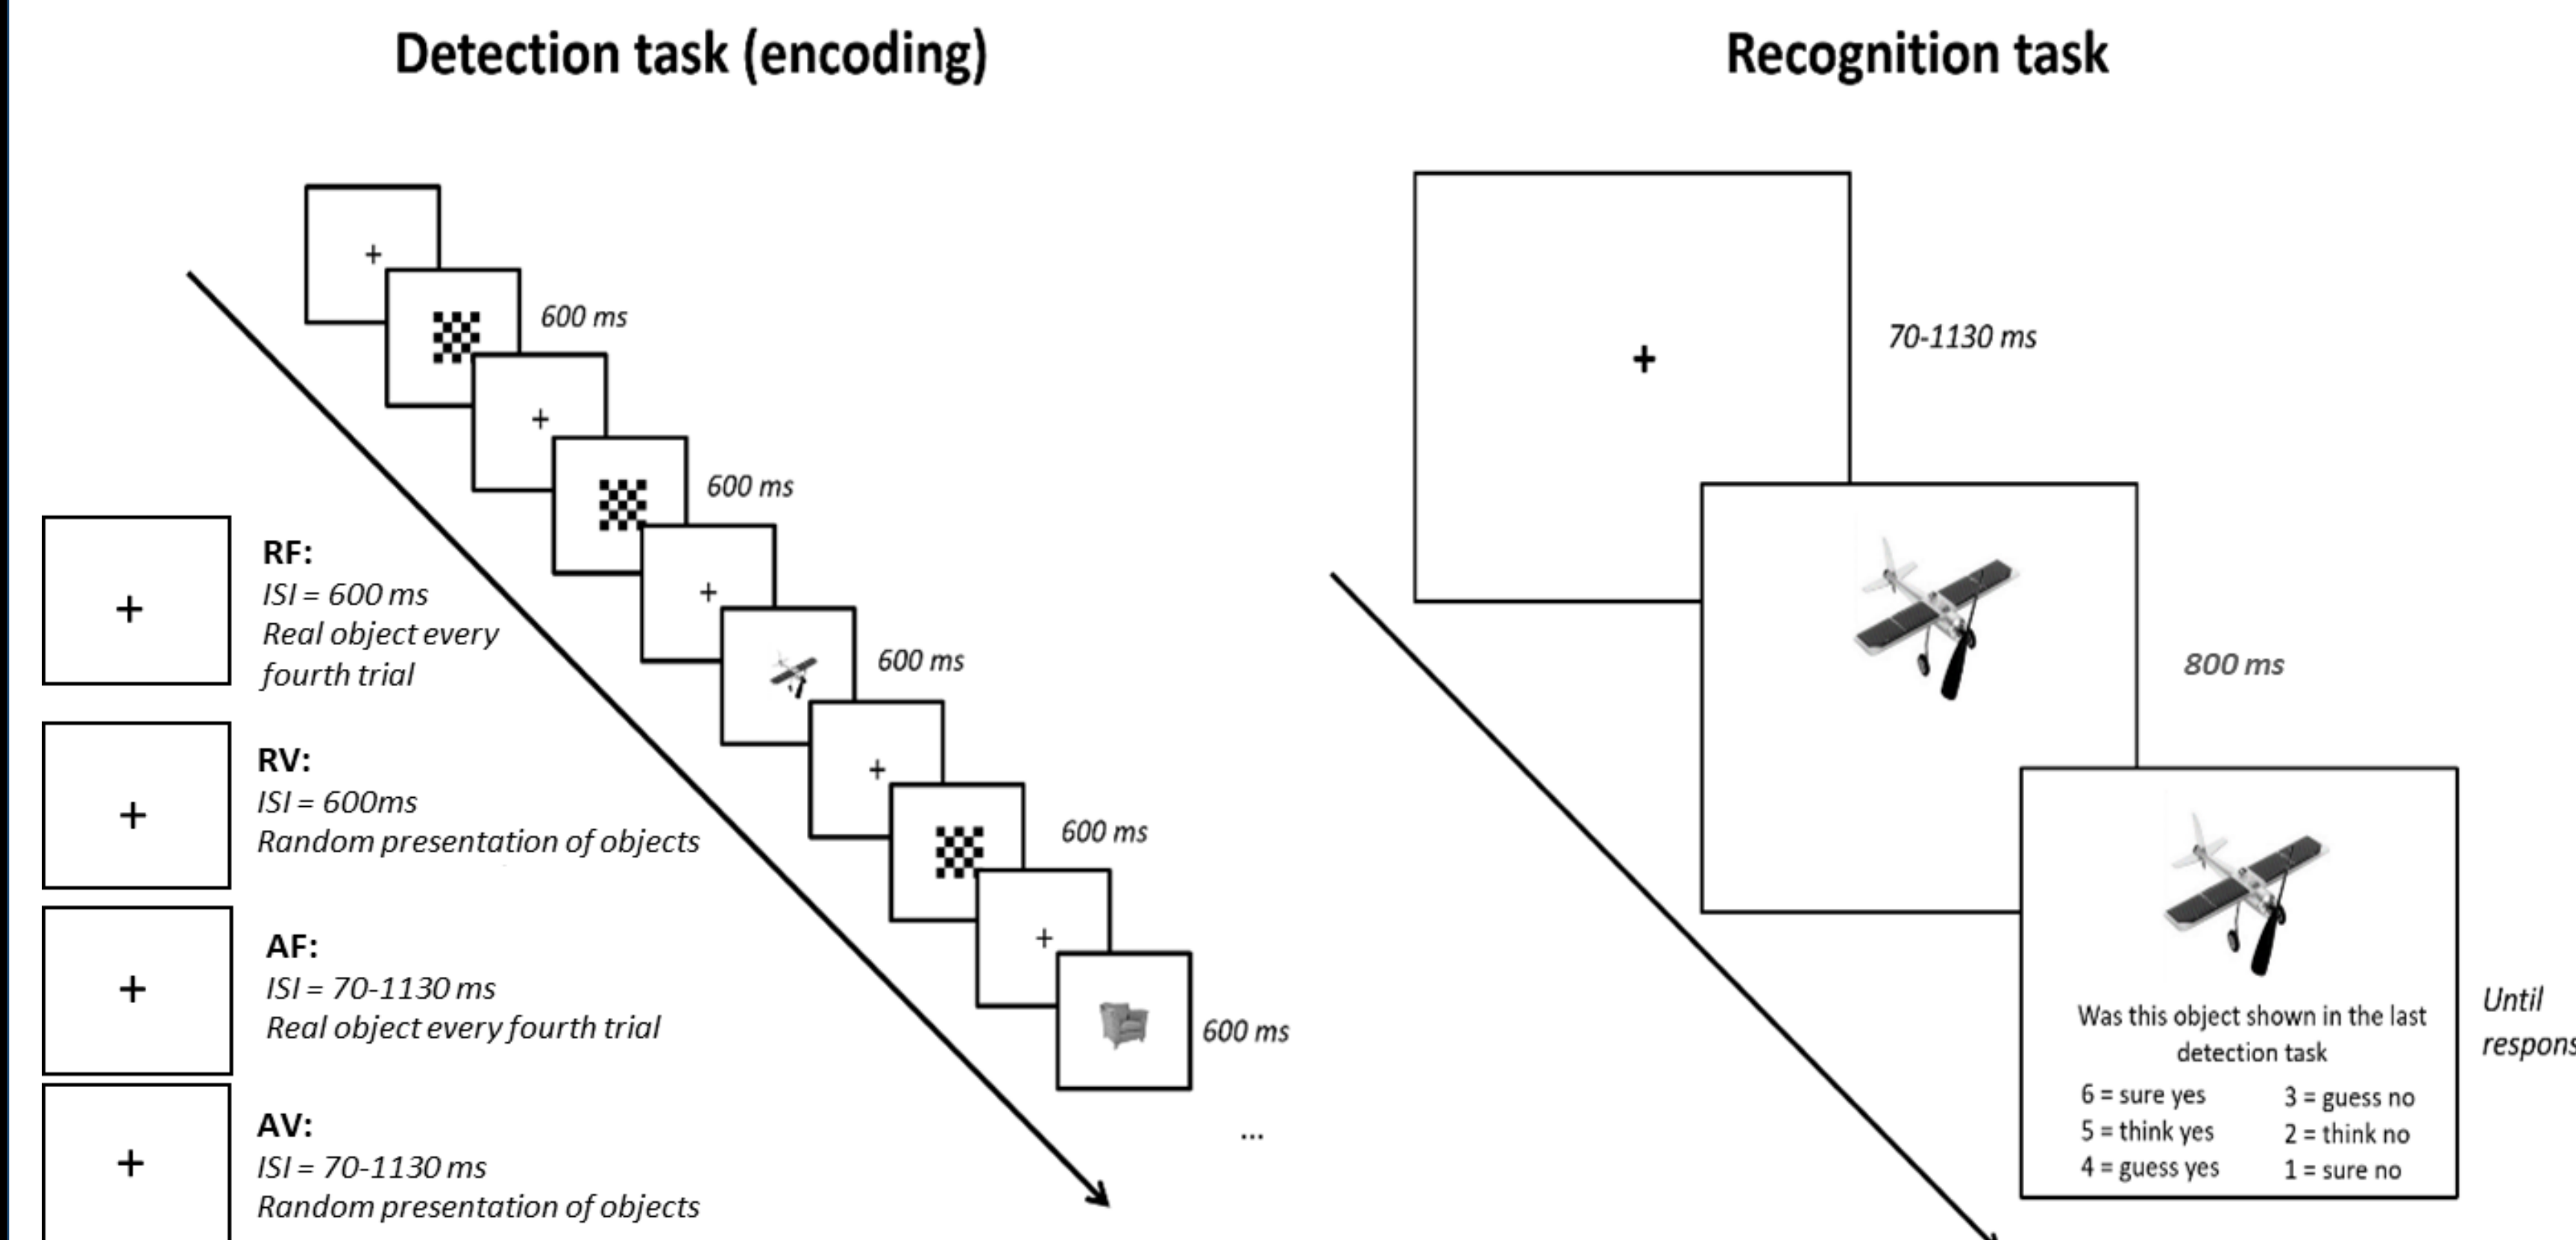 Detection task (encoding)
600 ms
600 ms
600 ms
600 ms
600 ms
...
RF:
ISI = 600 ms
Real object every
fourth trial
RV:
ISI = 600ms
Random presentation of objects
AF:
ISI = 70-1130 ms
Real object every fourth trial
AV:
ISI = 70-1130 ms
Random presentation of objects
Recognition task
70-1130 ms
800 ms
Was this object shown in the last
detection task
6 = sure yes 3 = guess no
5 = think yes 2 = think no
4 = guess yes 1 = sure no
Until